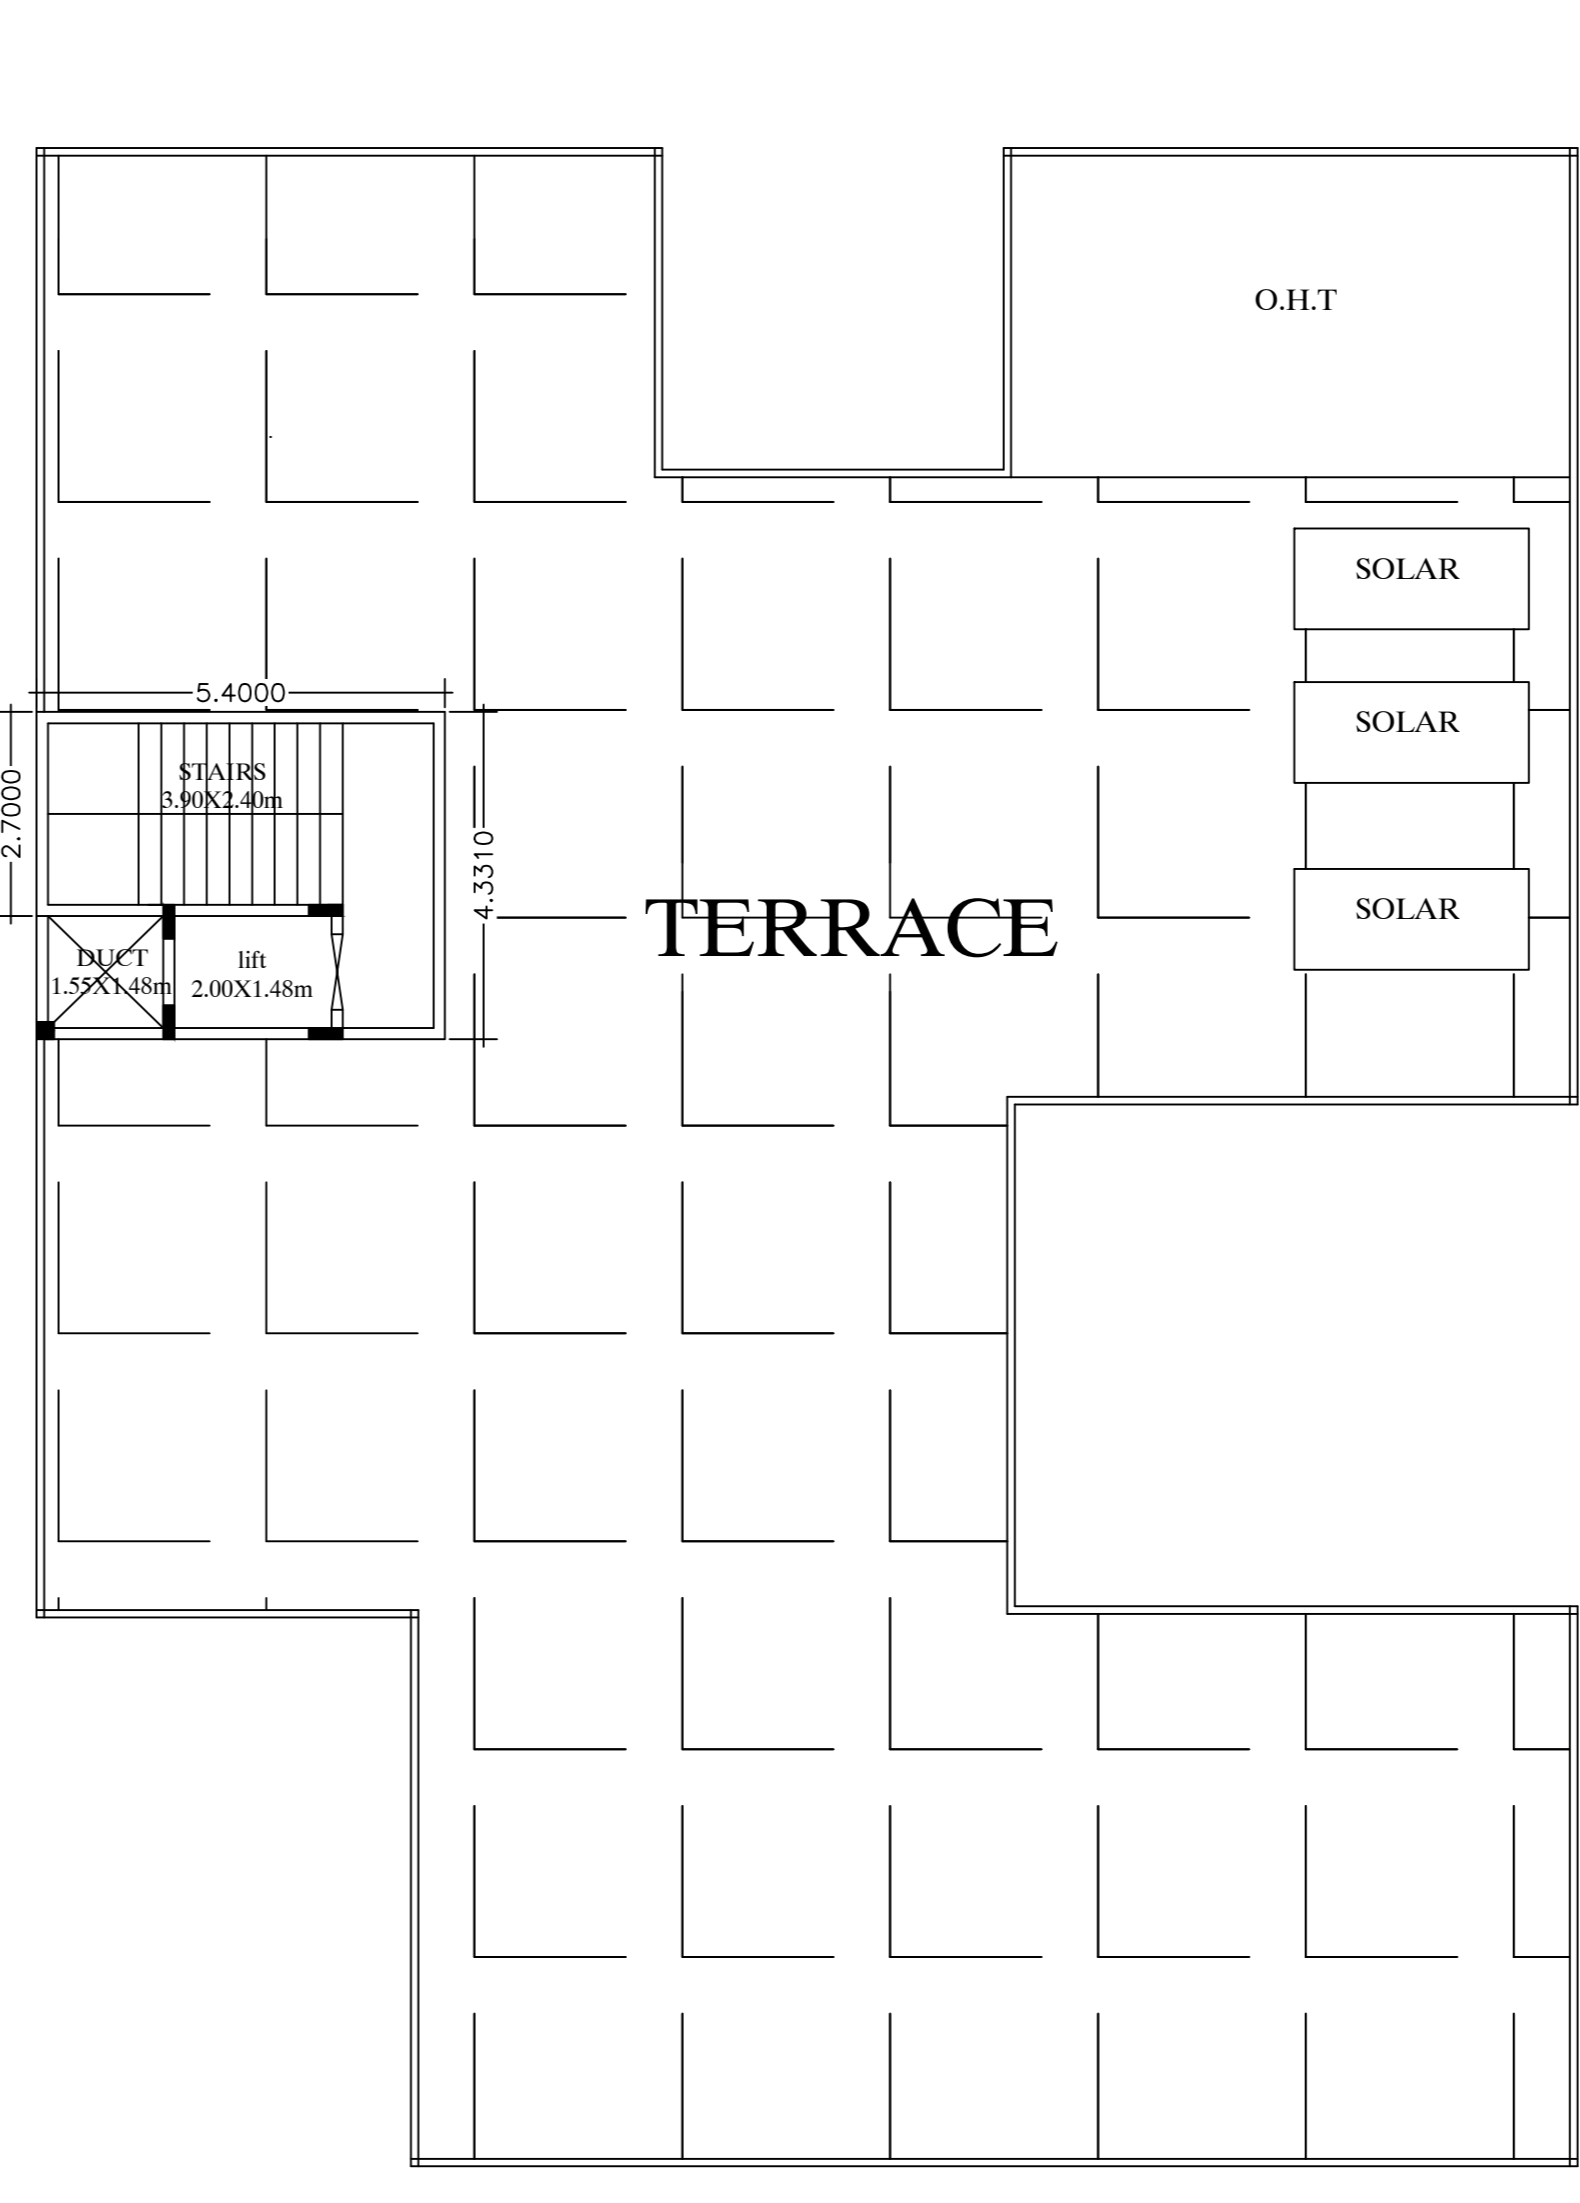 O.H.T
SOLAR
5.4000
SOLAR
STAIRS
3.90X2.40m
2.7000
4.3310
TERRACE
SOLAR
DUCT
1.55X1.48m
lift
2.00X1.48m